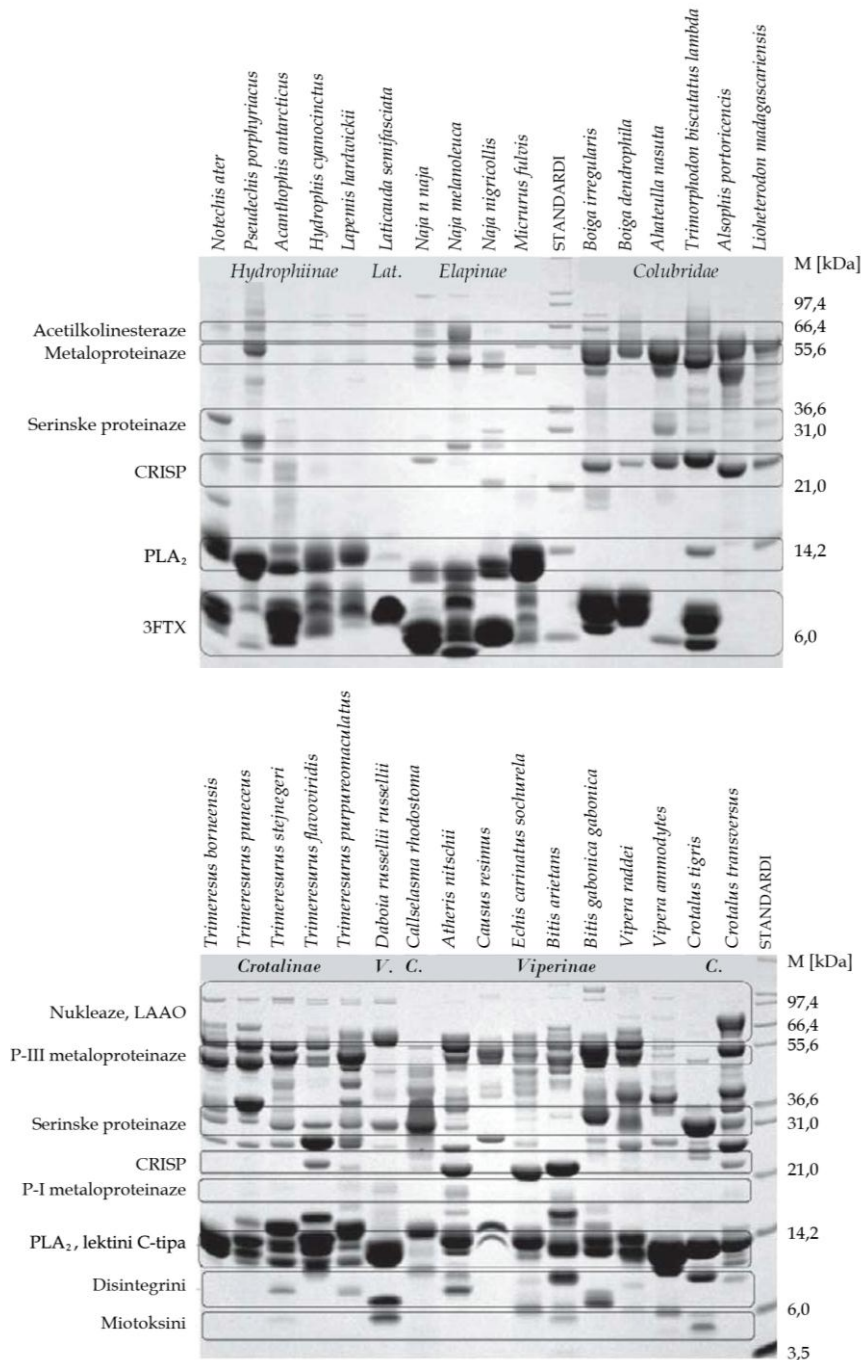 Notechis ater
Pseudechis porphyriacus
Acanthophis antarcticus
Hydrophis cyanocinctus
Lapemis hardwickii
Laticauda semifasciata
Naja n naja
Naja melanoleuca
Naja nigricollis
Micrurus fulvis
STANDARDI
Boiga irregularis
Boiga dendrophila
Ahateulla nasuta
Trimorphodon biscutatus lambda
Alsophis portoricencis
Lioheterodon madagascariensis
M [kDa]
Hydrophiinae Lat. Elapinae Colubridae
97,4
Acetilkolinesteraze 66,4
Metaloproteinaze 55,6
36,6
Serinske proteinaze 31,0
CRISP
21,0
PLA₂ 14,2
3FTX 6,0
Trimeresus borneensis
Trimeresurus puneceus
Trimeresurus stejnegeri
Trimeresurus flavoviridis
Trimeresurus purpureomaculatus
Daboia russellii russellii
Callselasma rhodostoma
Atheris nitschii
Causus resimus
Echis carinatus sochurela
Bitis arietans
Bitis gabonica gabonica
Vipera raddei
Vipera ammodytes
Crotalus tigris
Crotalus transversus
STANDARDI
M [kDa]
Crotalinae V. C. Viperinae C.
Nukleaze, LAAO 97,4
66,4
P-III metaloproteinaze 55,6
36,6
Serinske proteinaze 31,0
CRISP 21,0
P-I metaloproteinaze
PLA₂, lektini C-tipa 14,2
Disintegrini
6,0
Miotoksini
3,5